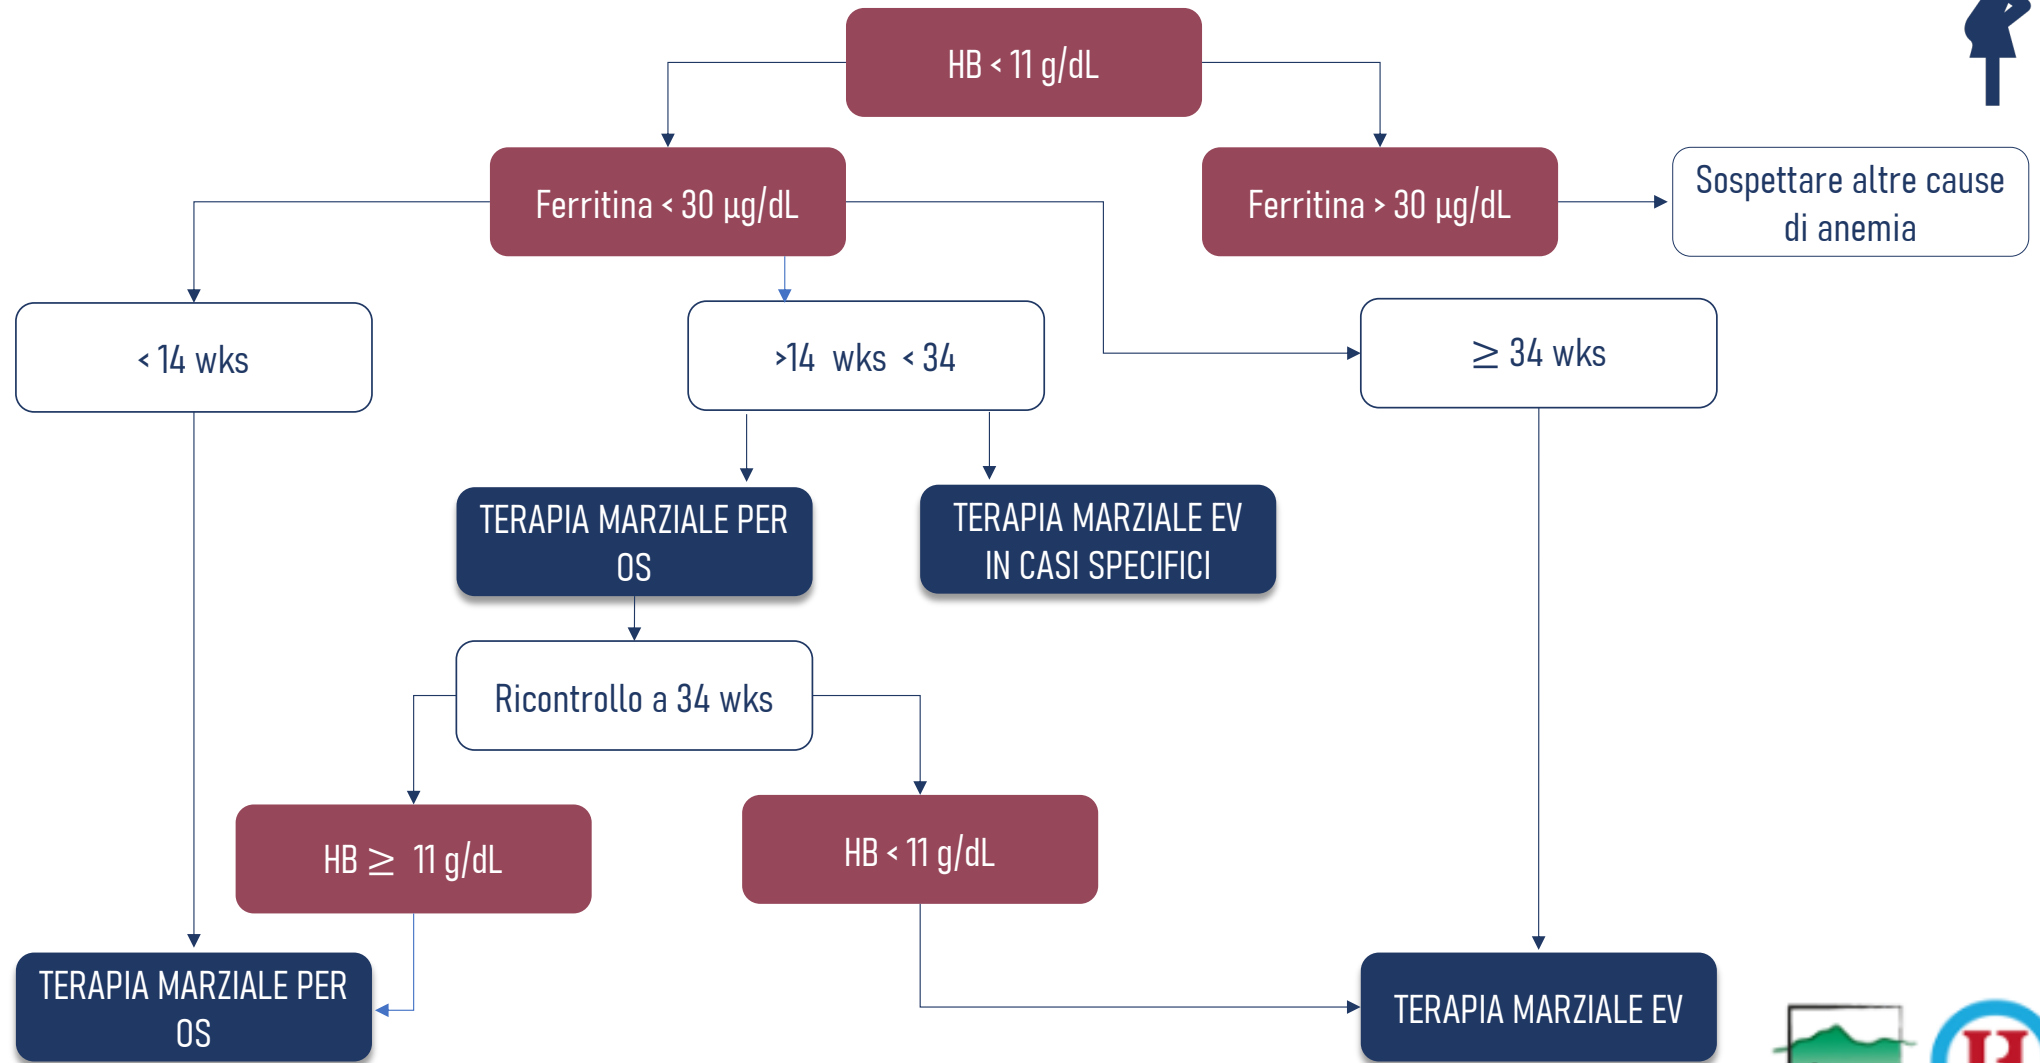 HB < 11 g/dL
Ferritina < 30 µg/dL
Ferritina > 30 µg/dL
Sospettare altre cause
di anemia
< 14 wks
>14 wks < 34
≥ 34 wks
TERAPIA MARZIALE PER
OS
TERAPIA MARZIALE EV
IN CASI SPECIFICI
Ricontrollo a 34 wks
HB ≥ 11 g/dL
HB < 11 g/dL
TERAPIA MARZIALE PER
OS
TERAPIA MARZIALE EV